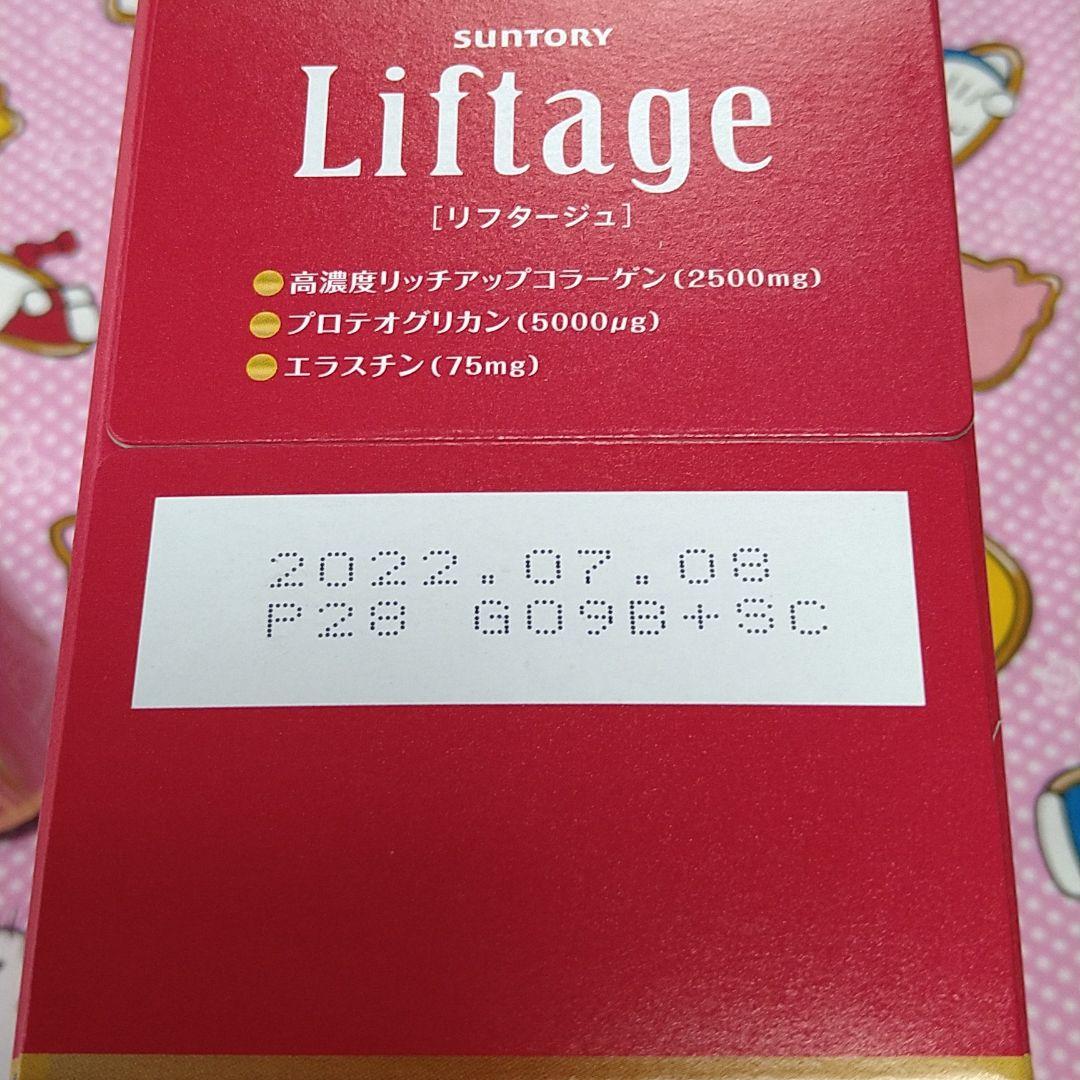 SUNTORY
Liftage
[リフタージュ]
高濃度リッチアップコラーゲン(2500mg)
プロテオグリカン(5000μg)
エラスチン(75mg)
2022.07.08
P28 G09B+SC